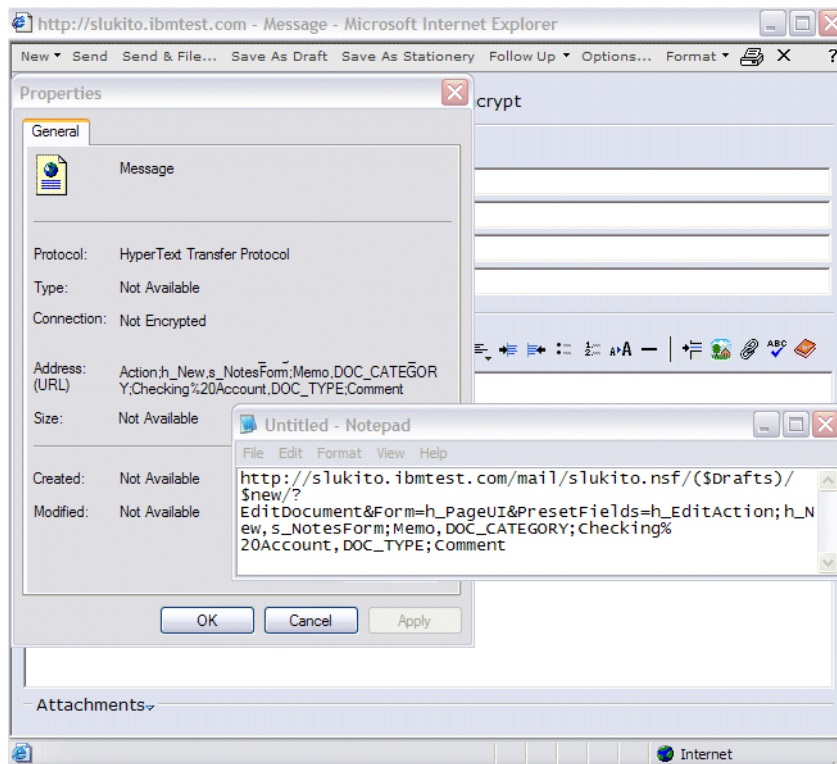 http://slukito.ibmtest.com - Message - Microsoft Internet Explorer
New Send Send & File... Save As Draft Save As Stationery Follow Up Options... Format ?
Properties
crypt
General
Message
Protocol: HyperText Transfer Protocol
Type: Not Available
Connection: Not Encrypted
Address: (URL)
Action;h_New,s_NotesForm;Memo,DOC_CATEGOR
Y;Checking%20Account,DOC_TYPE;Comment
Size: Not Available
ABC
Untitled - Notepad
File Edit Format View Help
http://slukito.ibmtest.com/mail/slukito.nsf/($Drafts)/
$new/?
EditDocument&Form=h_PageUI&PresetFields=h_EditAction;h_N
ew,s_NotesForm;Memo,DOC_CATEGORY;Checking%
20Account,DOC_TYPE;Comment
Created: Not Available
Modified: Not Available
OK Cancel Apply
Attachments
Internet